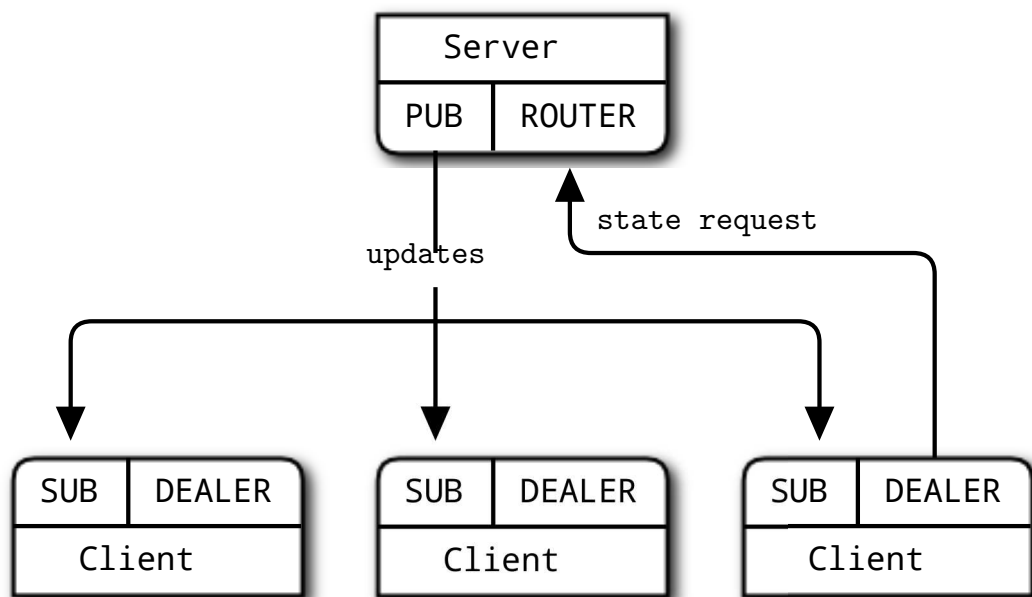 Server
PUB ROUTER
state request
updates
SUB DEALER SUB DEALER SUB DEALER
Client Client Client